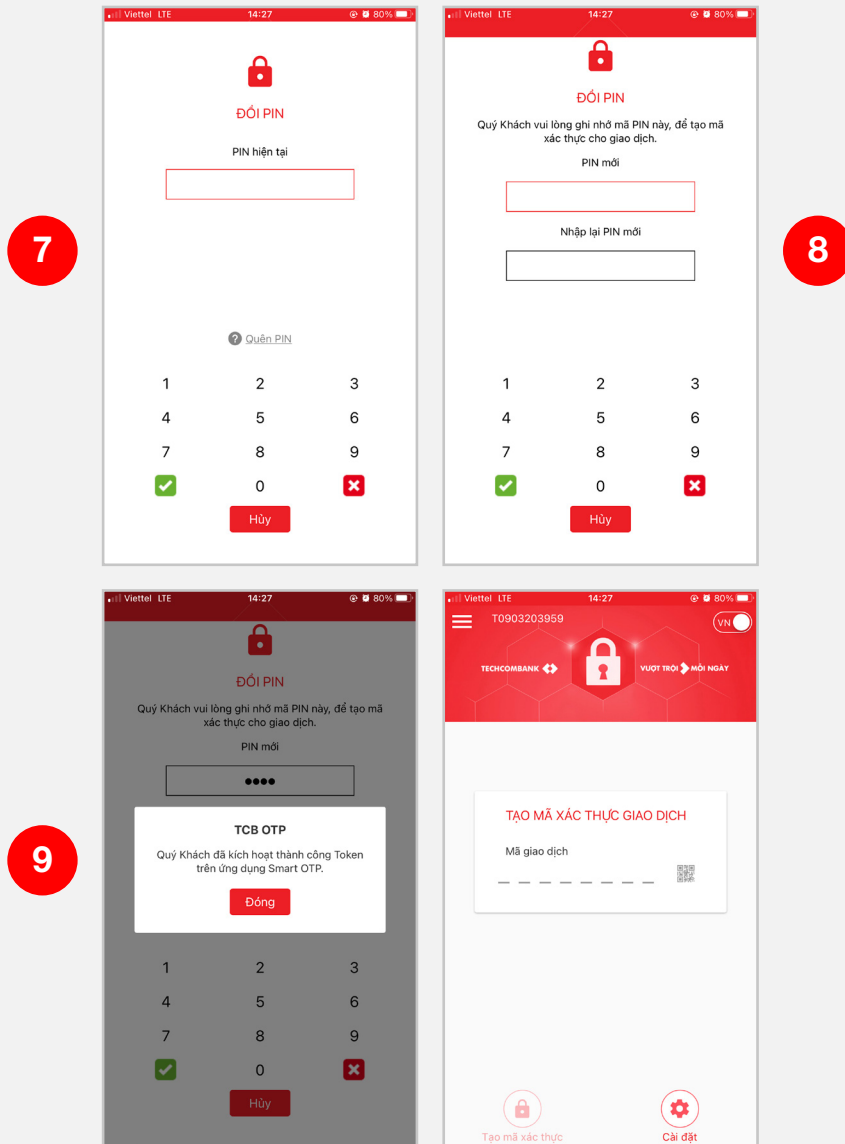 Viettel LTE 14:27 80%
ĐỔI PIN
PIN hiện tại
Quên PIN
1 2 3
4 5 6
7 8 9
0
Hủy
7
Viettel LTE 14:27 80%
ĐỔI PIN
Quý Khách vui lòng ghi nhớ mã PIN này, để tạo mã
xác thực cho giao dịch.
PIN mới
Nhập lại PIN mới
1 2 3
4 5 6
7 8 9
0
Hủy
8
Viettel LTE 14:27 80%
ĐỔI PIN
Quý Khách vui lòng ghi nhớ mã PIN này, để tạo mã
xác thực cho giao dịch.
PIN mới
TCB OTP
Quý Khách đã kích hoạt thành công Token
trên ứng dụng Smart OTP.
Đóng
1 2 3
4 5 6
7 8 9
0
Hủy
9
Viettel LTE 14:27 80%
T0903203959 VN
TECHCOMBANK VƯỢT TRỘI MỖI NGÀY
TẠO MÃ XÁC THỰC GIAO DỊCH
Mã giao dịch
Tạo mã xác thực Cài đặt